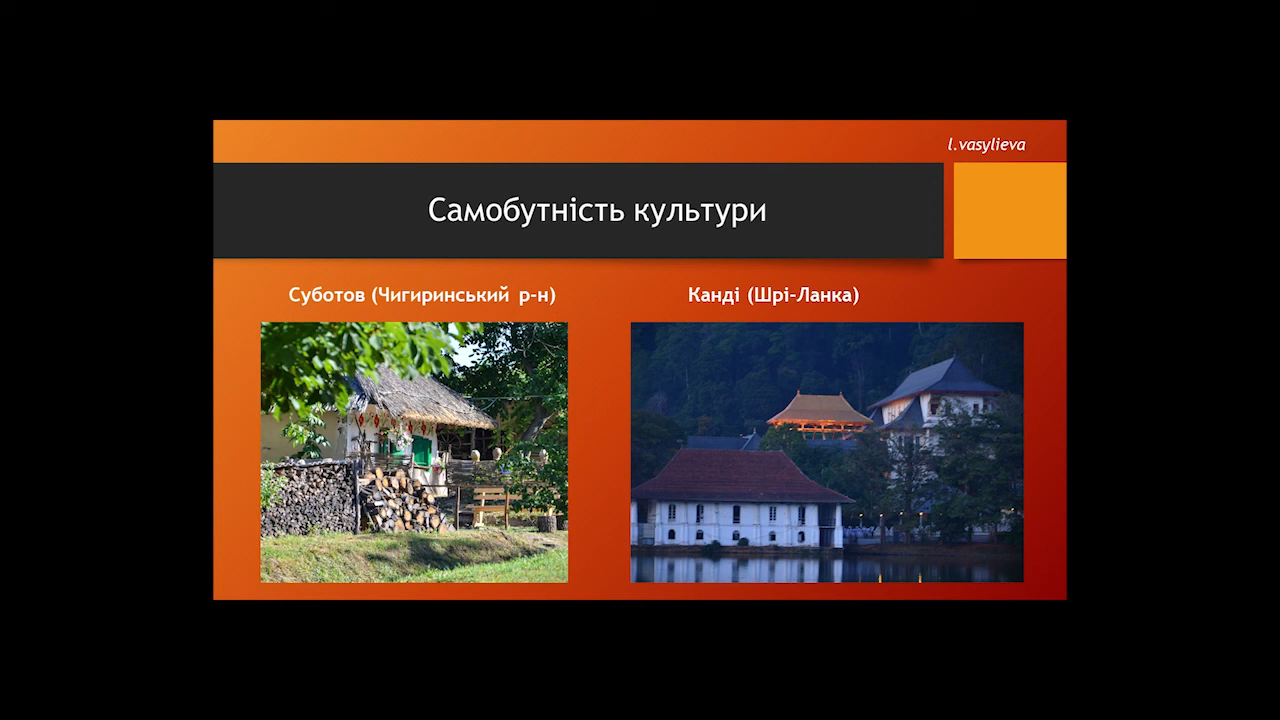 l.vasylieva
Самобутність культури
Суботов (Чигиринський р-н)
Канді (Шрі-Ланка)